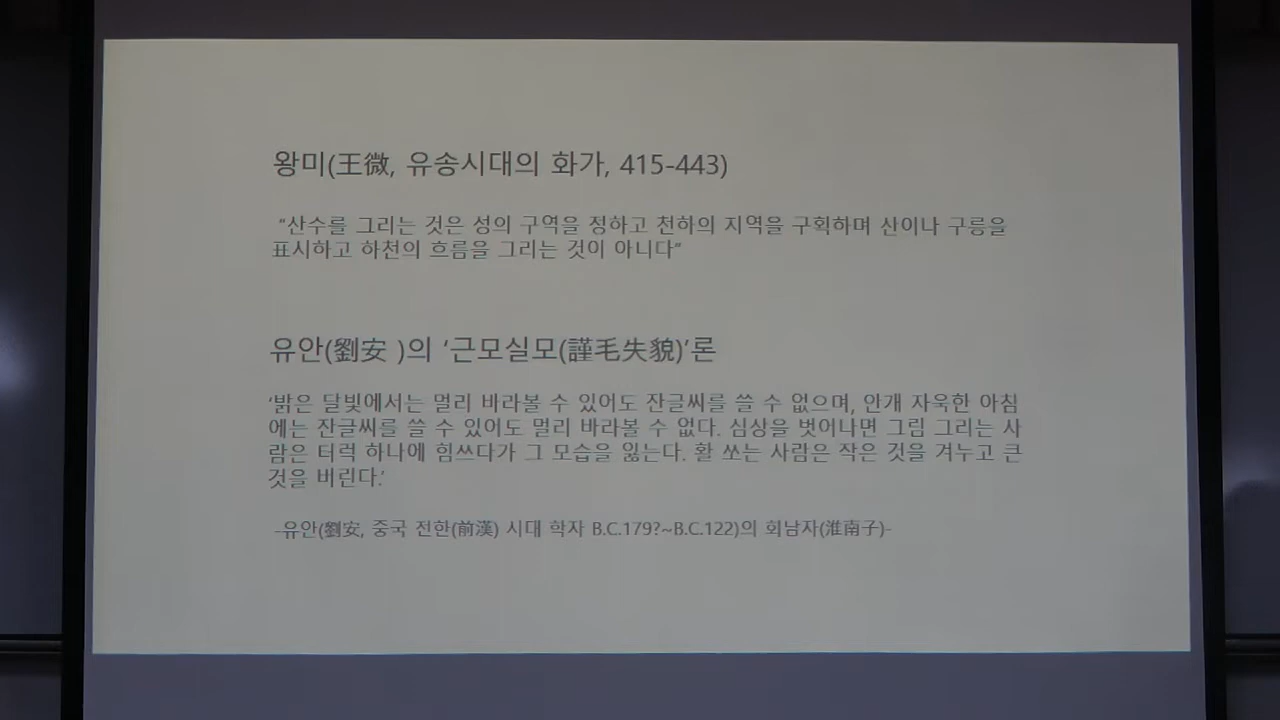 왕미(王微, 유송시대의 화가, 415-443)
“산수를 그리는 것은 성의 구역을 정하고 천하의 지역을 구획하며 산이나 구릉을
표시하고 하천의 흐름을 그리는 것이 아니다”
유안(劉安 )의 ‘근모실모(謹毛失貌)’론
‘밝은 달빛에서는 멀리 바라볼 수 있어도 잔글씨를 쓸 수 없으며, 안개 자욱한 아침
에는 잔글씨를 쓸 수 있어도 멀리 바라볼 수 없다. 심상을 벗어나면 그림 그리는 사
람은 터럭 하나에 힘쓰다가 그 모습을 잃는다. 활 쏘는 사람은 작은 것을 겨누고 큰
것을 버린다.’
-유안(劉安, 중국 전한(前漢) 시대 학자 B.C.179?~B.C.122)의 회남자(淮南子)-